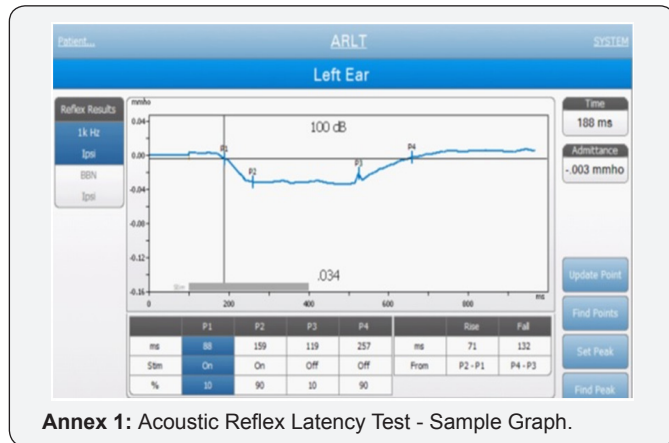 Patient... ARLT SYSTEM
Left Ear
Reflex Results
1k Hz
Ipsi
BBN
Ipsi
mmho
0.04
0.00
-0.04
-0.08
-0.12
-0.16
100 dB
P1
P2
P3
P4
.034
Stim
0 200 400 600 800 ms
Time
188 ms
Admittance
-.003 mmho
Update Point
Find Points
Set Peak
Find Peak
P1 P2 P3 P4 Rise Fall
ms 88 159 119 257 ms 71 132
Stim On On Off Off From P2-P1 P4-P3
% 10 90 10 90
Annex 1: Acoustic Reflex Latency Test - Sample Graph.